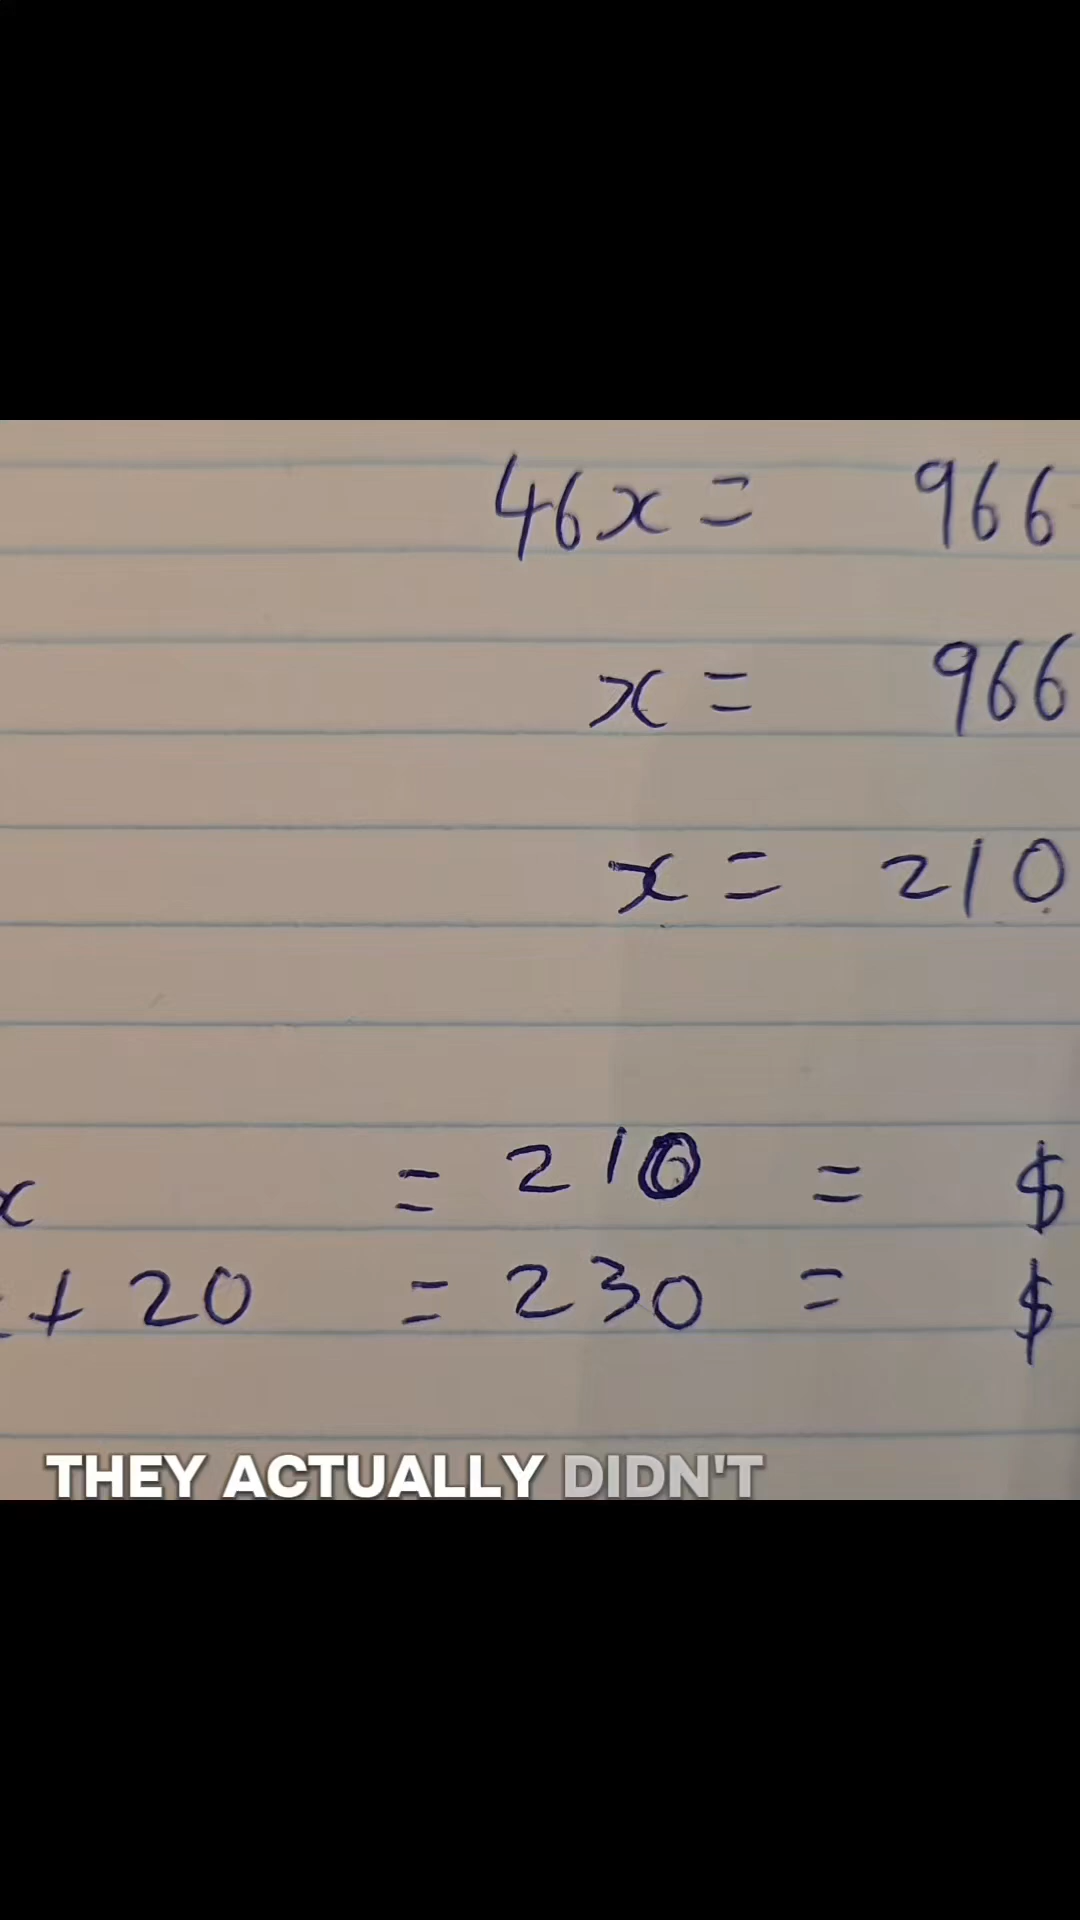 46x = 966
x = 966
x = 210
x = 210 = $
+ 20 = 230 = $
THEY ACTUALLY DIDN'T